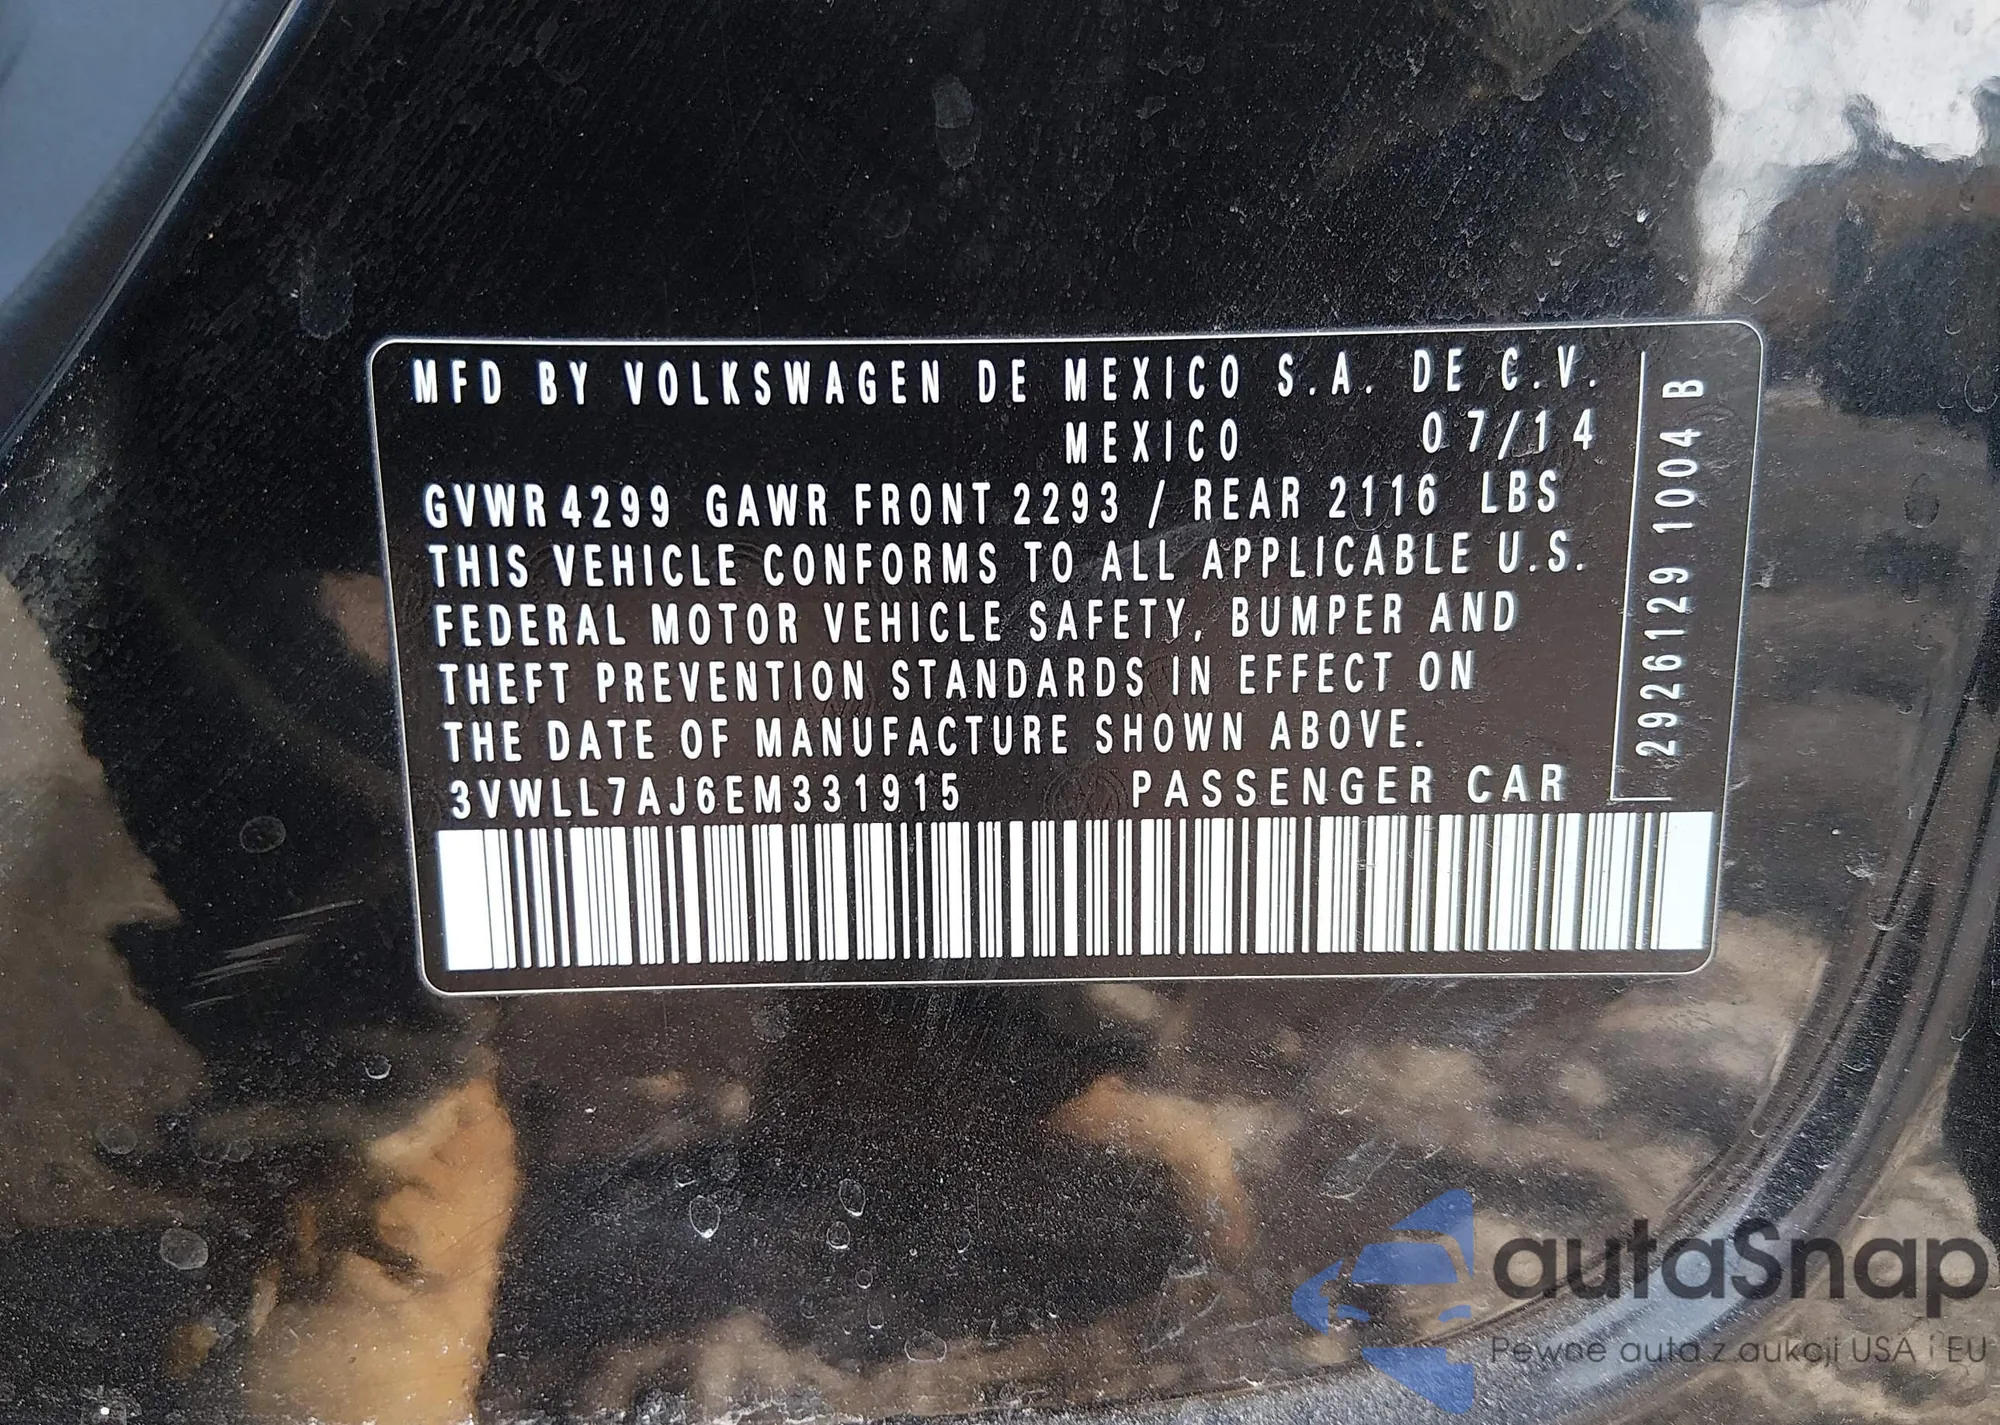 MFD BY VOLKSWAGEN DE MEXICO S.A. DE C.V.
MEXICO 07/14
GVWR 4299 GAWR FRONT 2293 / REAR 2116 LBS
THIS VEHICLE CONFORMS TO ALL APPLICABLE U.S.
FEDERAL MOTOR VEHICLE SAFETY, BUMPER AND
THEFT PREVENTION STANDARDS IN EFFECT ON
THE DATE OF MANUFACTURE SHOWN ABOVE.
3VWLL7AJ6EM331915 PASSENGER CAR
2926129 1004 B
autaSnap
Pewne auta z aukcji USA i EU